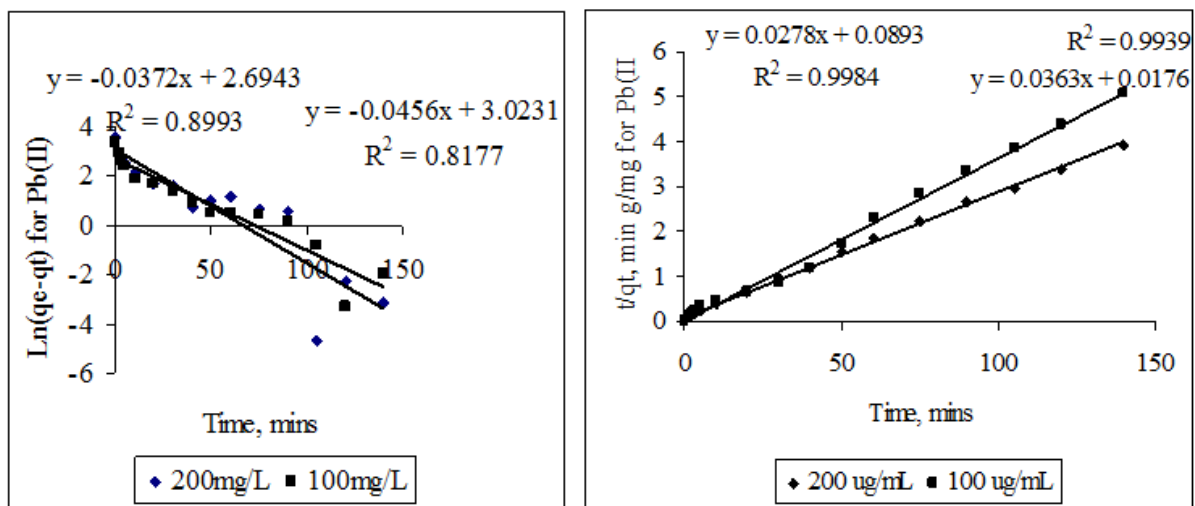 y = -0.0372x + 2.6943
R² = 0.8993
y = -0.0456x + 3.0231
R² = 0.8177
Ln(qe-qt) for Pb(II)
4
2
0
-2
-4
-6
0
50
100
150
Time, mins
200mg/L
100mg/L
y = 0.0278x + 0.0893
R² = 0.9984
R² = 0.9939
y = 0.0363x + 0.0176
t/qt, min g/mg for Pb(II
6
5
4
3
2
1
0
0
50
100
150
Time, mins
200 ug/mL
100 ug/mL